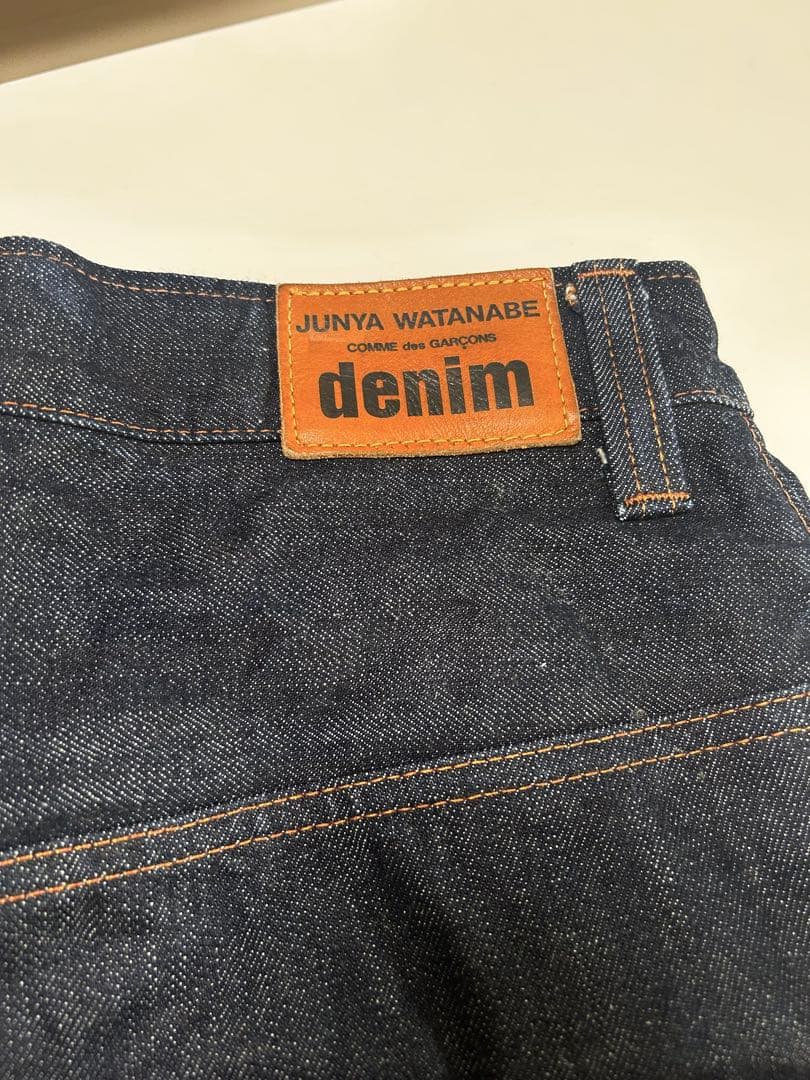 JUNYA WATANABE
COMME des GARÇONS
denim